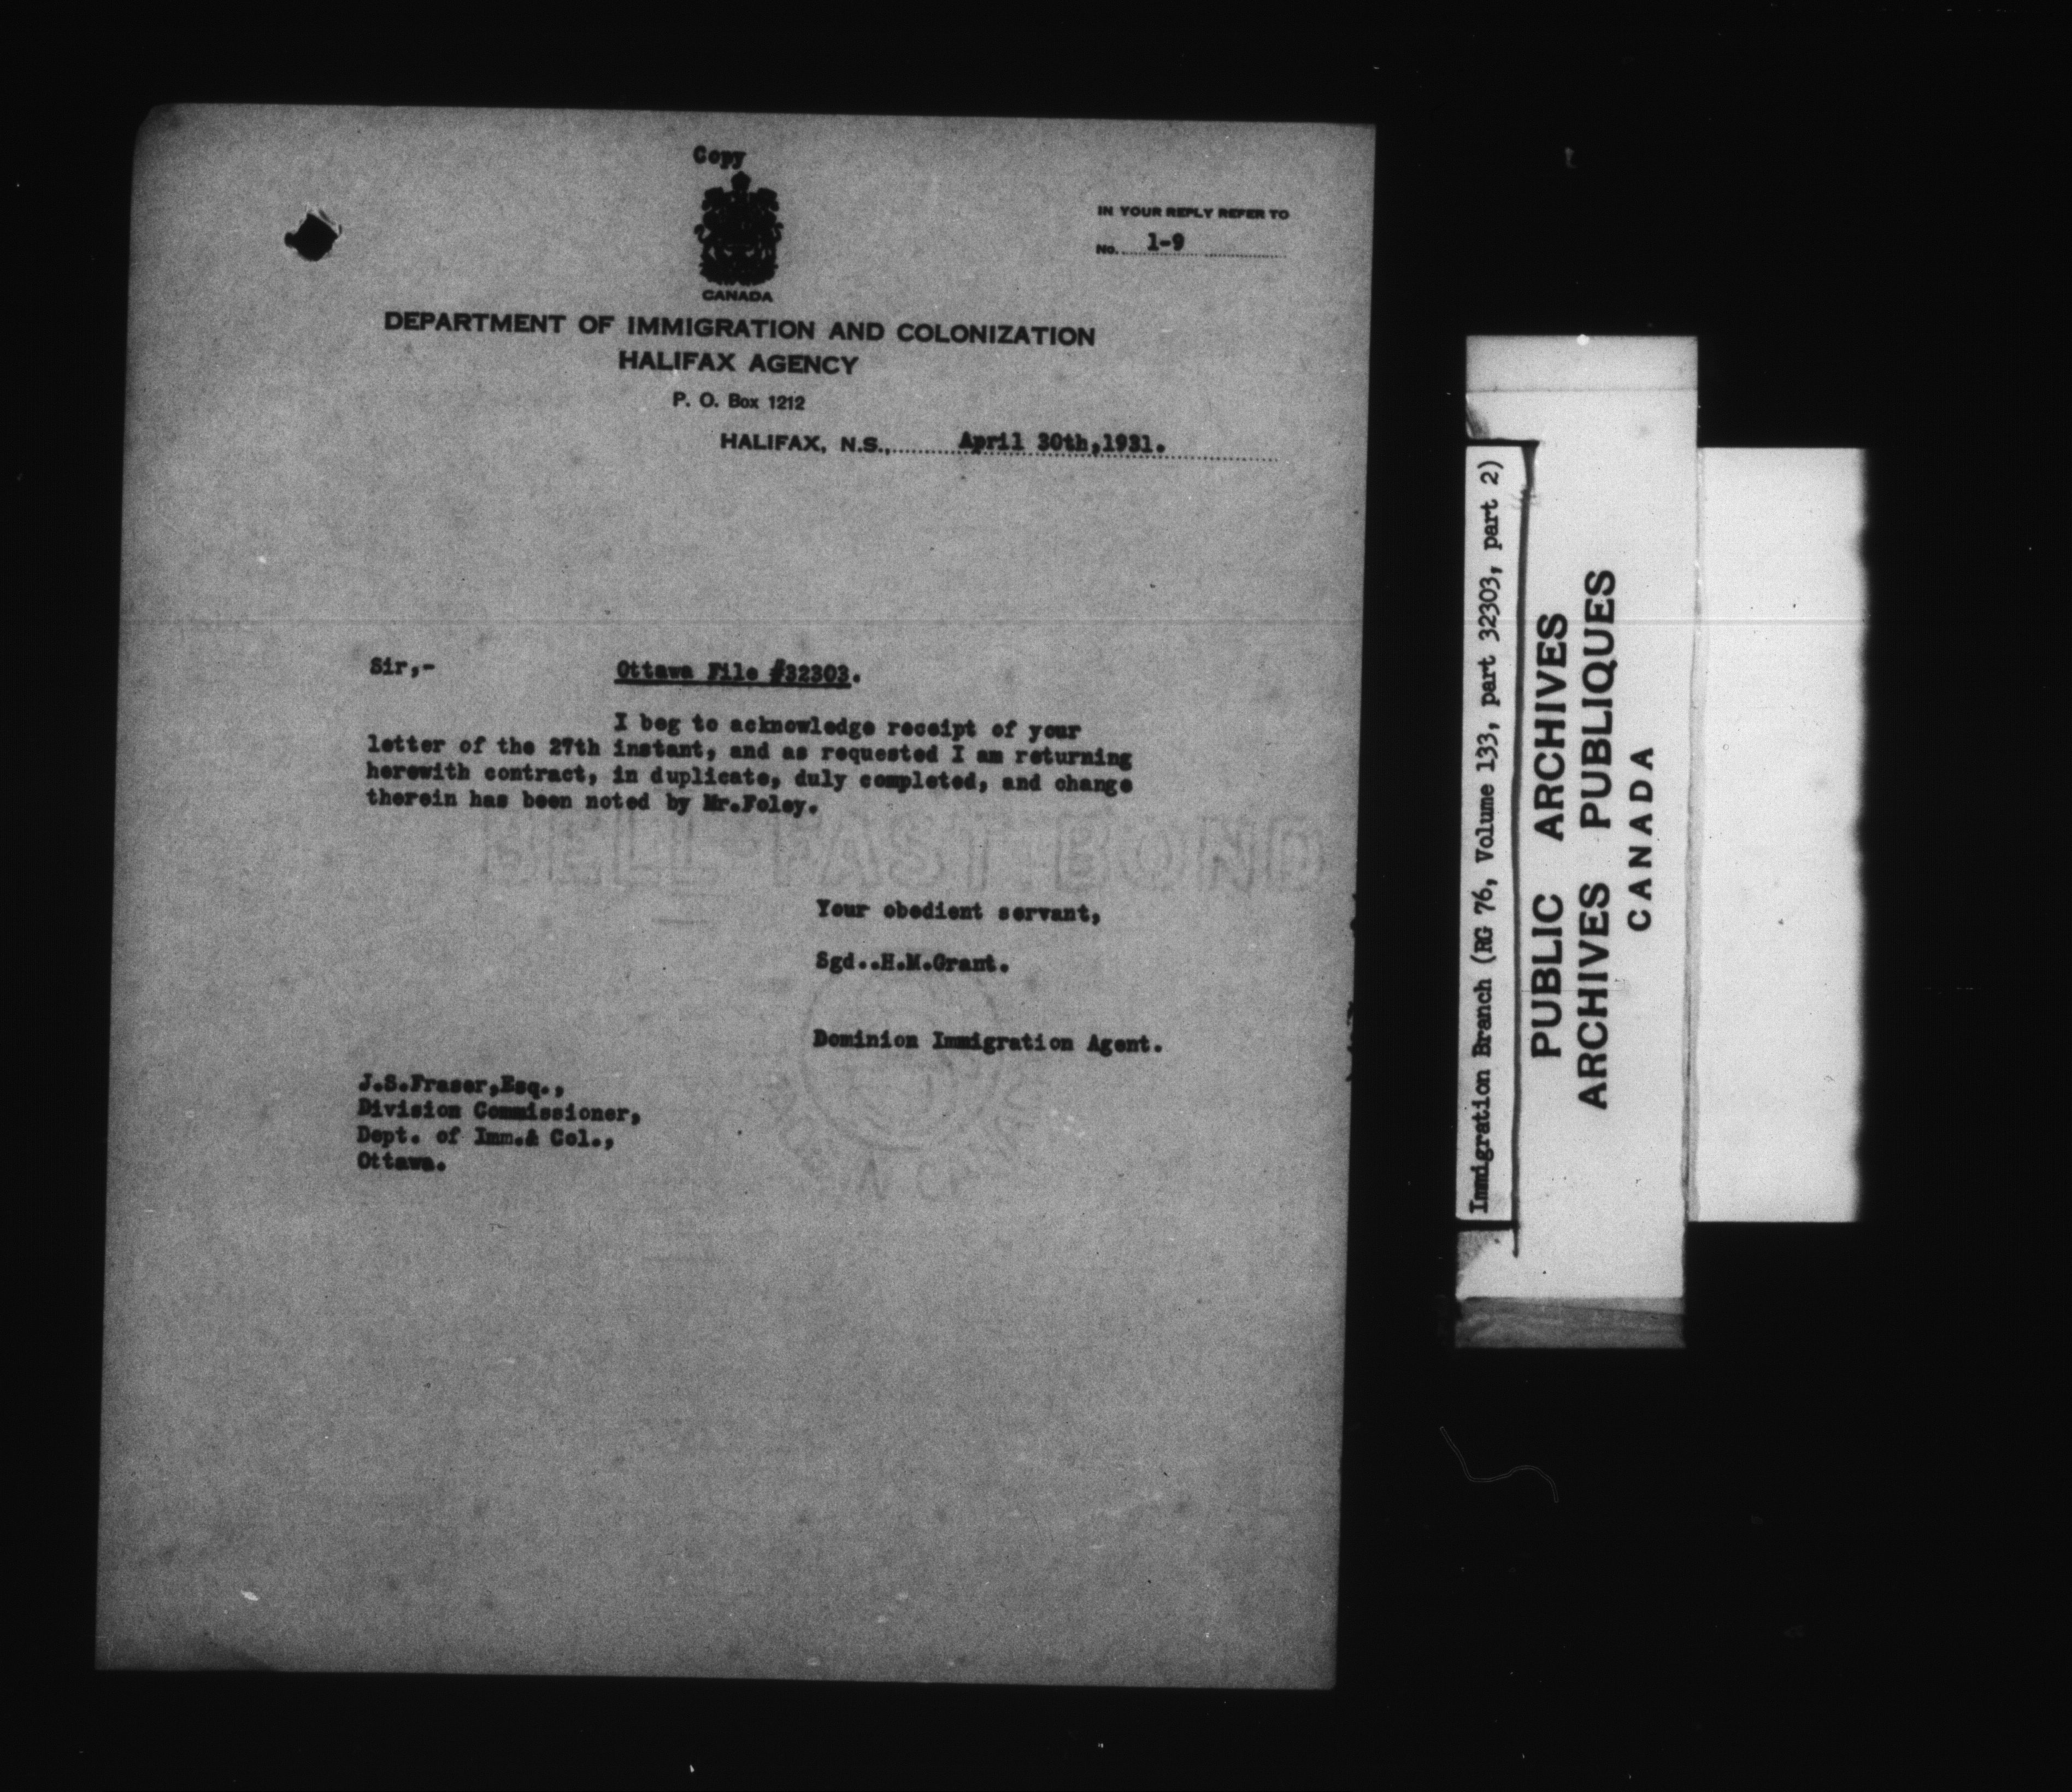 Copy
IN YOUR REPLY REFER TO
No. 1-9
CANADA
DEPARTMENT OF IMMIGRATION AND COLONIZATION
HALIFAX AGENCY
P. O. Box 1212
HALIFAX, N.S., April 30th,1931.
Sir,-
Ottawa File #32303.
I beg to acknowledge receipt of your
letter of the 27th instant, and as requested I am returning
herewith contract, in duplicate, duly completed, and change
therein has been noted by Mr.Foley.
BELL-FAST BOND
Your obedient servant,
Sgd..H.M.Grant.
Dominion Immigration Agent.
J.S.Fraser,Esq.,
Division Commissioner,
Dept. of Imm.& Col.,
Ottawa.
Immigration Branch (RG 76, Volume 133, part 32303, part 2)
PUBLIC ARCHIVES
ARCHIVES PUBLIQUES
CANADA